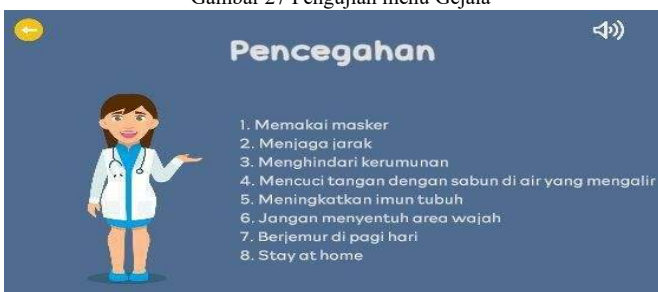 Gambar 27 Pengujian menu Gejala
Pencegahan
1. Memakai masker
2. Menjaga jarak
3. Menghindari kerumunan
4. Mencuci tangan dengan sabun di air yang mengalir
5. Meningkatkan imun tubuh
6. Jangan menyentuh area wajah
7. Berjemur di pagi hari
8. Stay at home